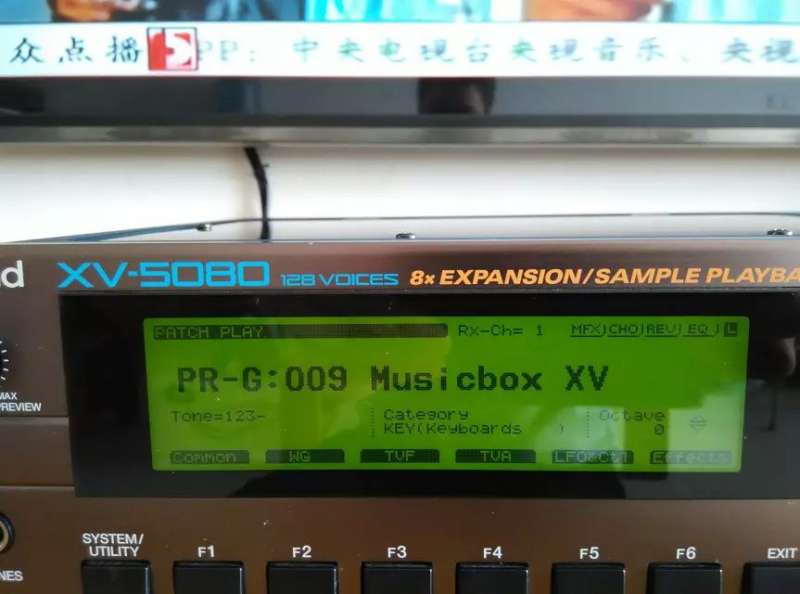 众点播 PP：中央电视台央视音乐、央视
d XV-5080 128 VOICES 8x EXPANSION/SAMPLE PLAYBA
PATCH PLAY Rx-Ch= 1 MFX CHO REV EQ L
PR-G:009 Musicbox XV
Tone=123- Category Octave
KEY(Keyboards ) 0
Common WG TVF TVA LFO&Ctl Effects
MAX
PREVIEW
SYSTEM/
UTILITY F1 F2 F3 F4 F5 F6 EXIT
NES